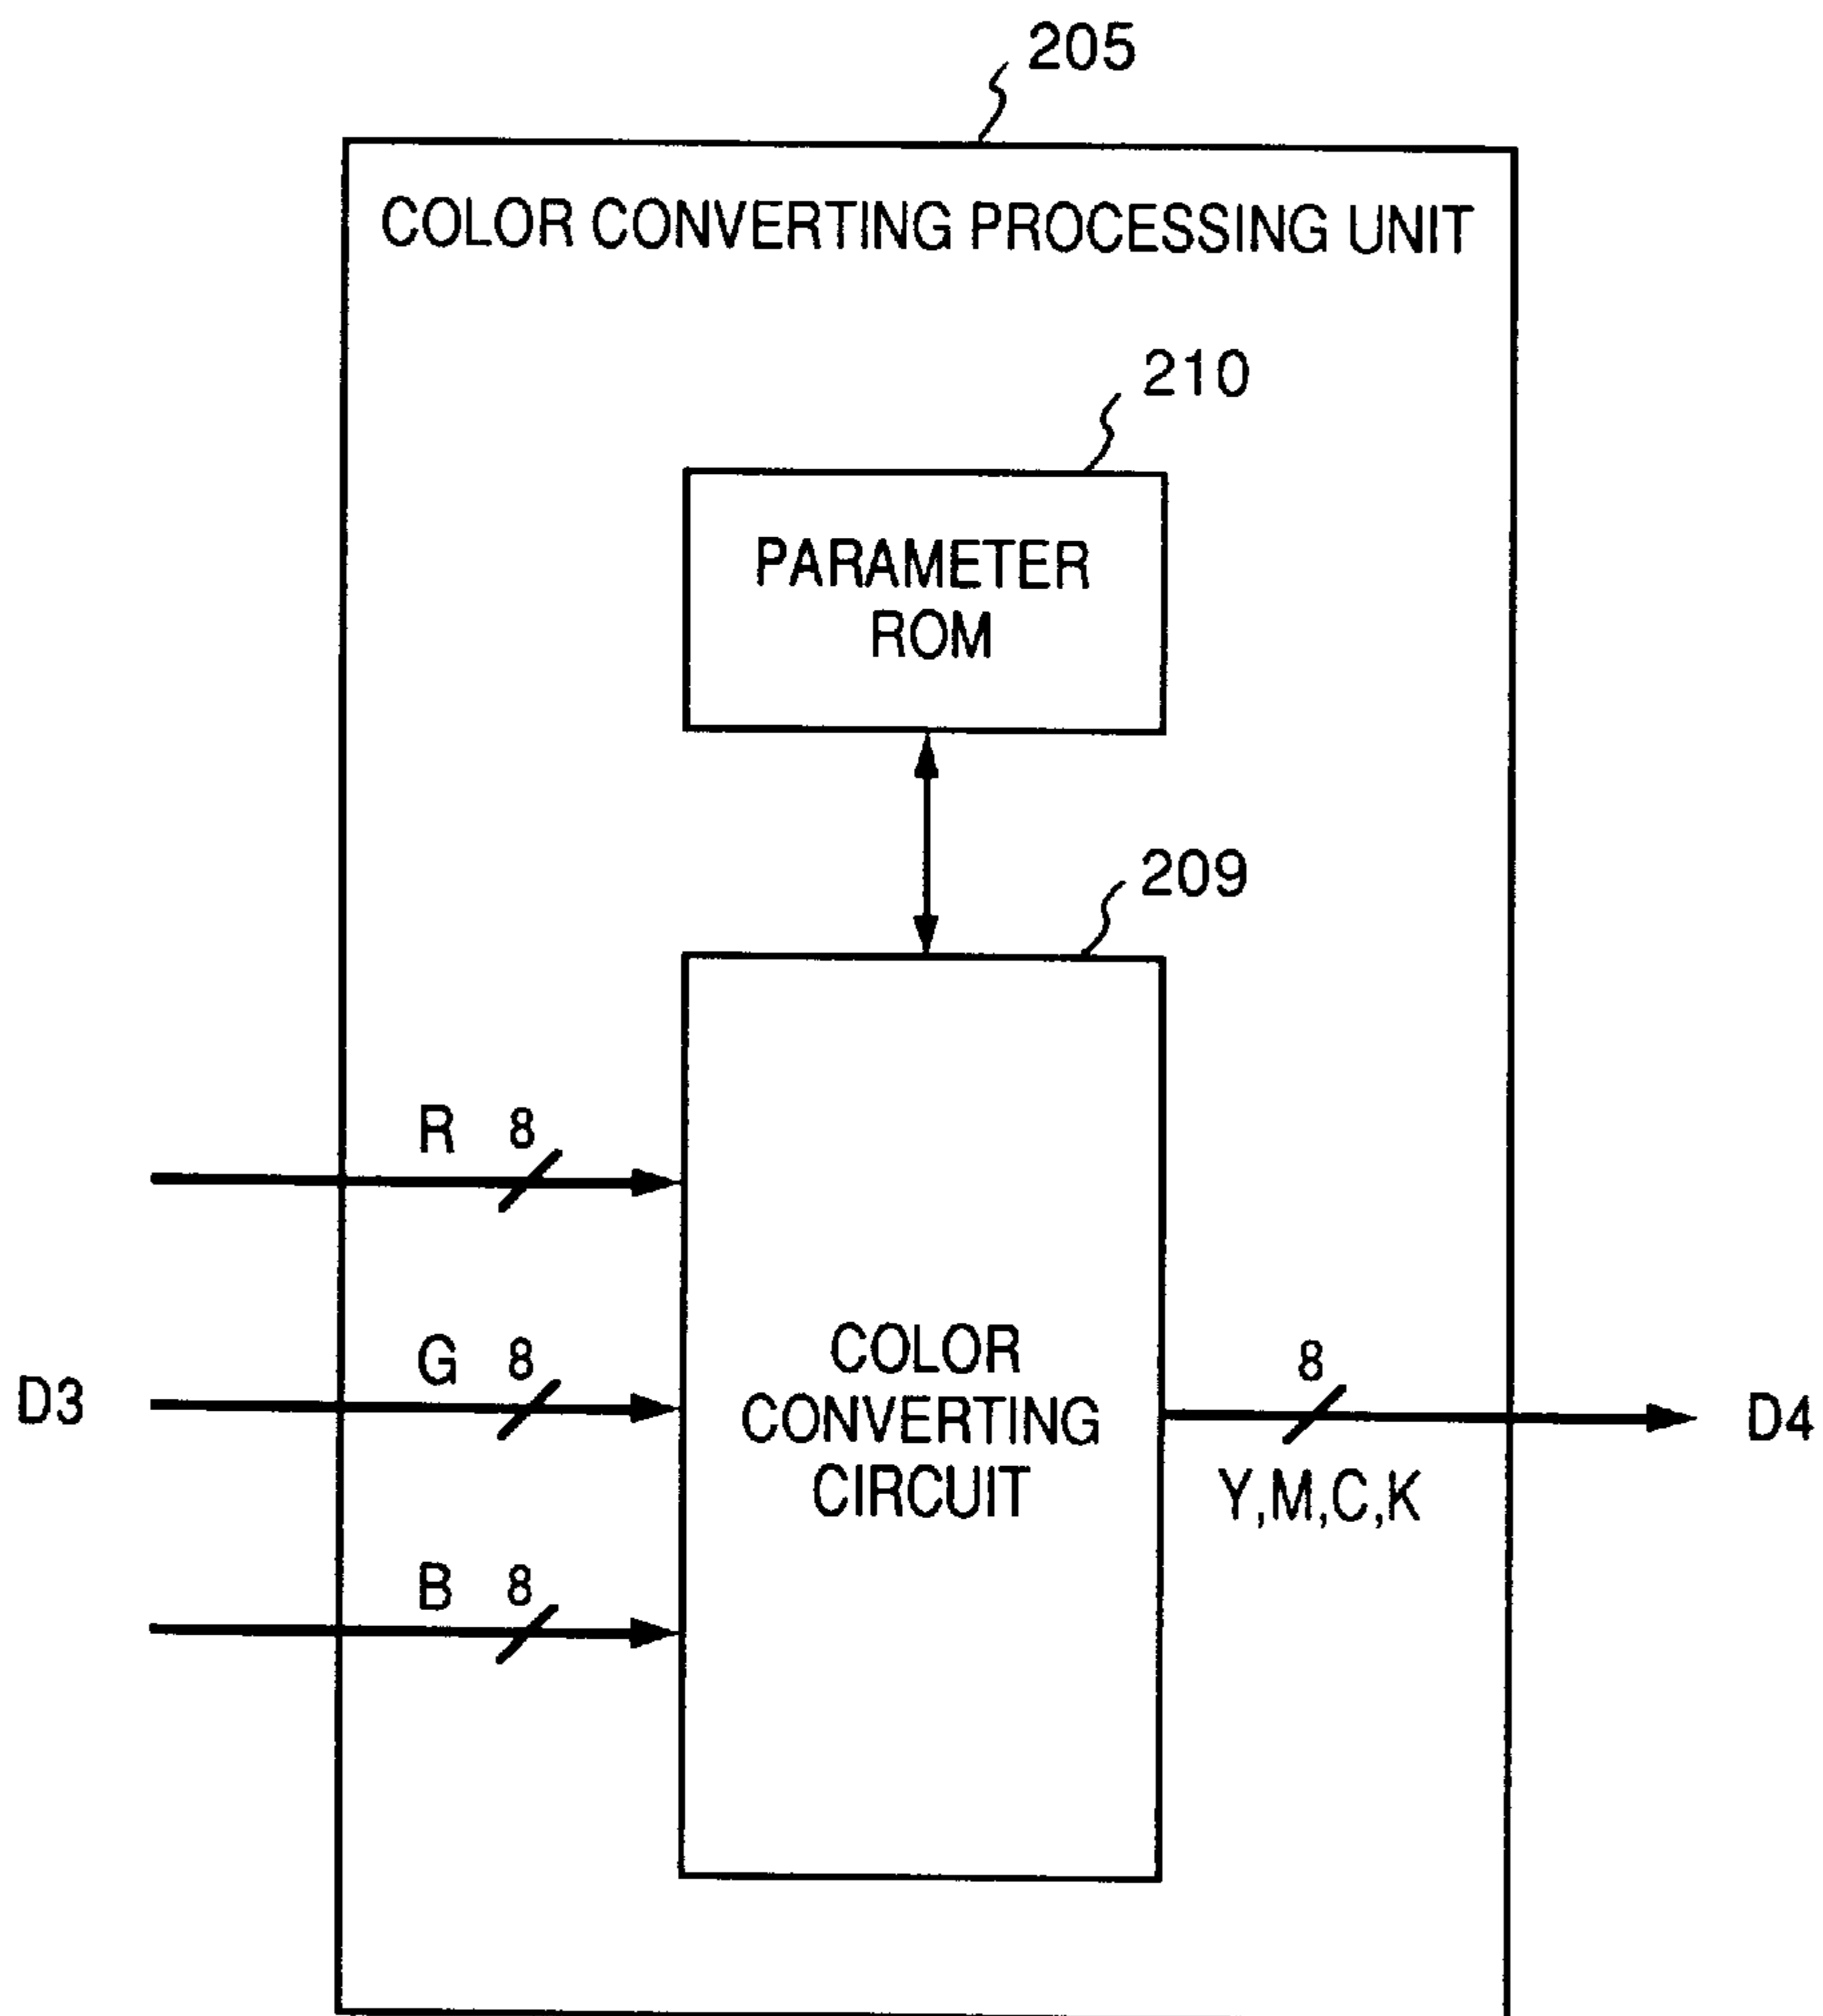 205
COLOR CONVERTING PROCESSING UNIT
210
PARAMETER
ROM
209
R 8
G 8
D3
COLOR
CONVERTING
CIRCUIT
8
D4
Y,M,C,K
B 8